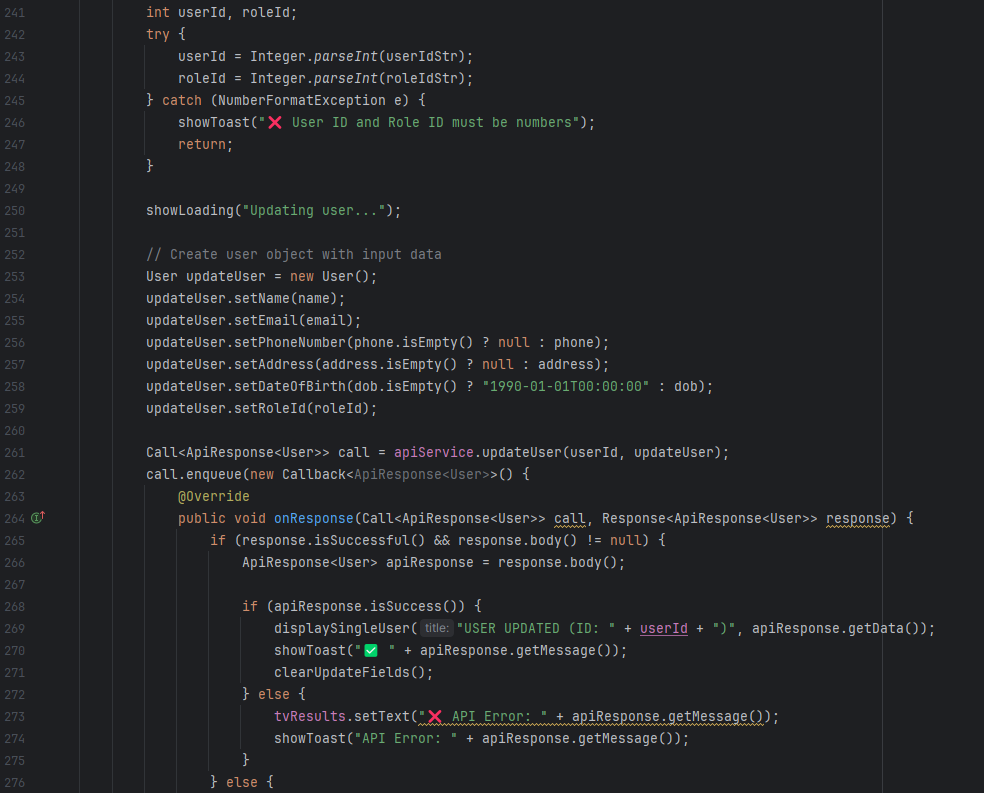 241 int userId, roleId;
242 try {
243 userId = Integer.parseInt(userIdStr);
244 roleId = Integer.parseInt(roleIdStr);
245 } catch (NumberFormatException e) {
246 showToast("❌ User ID and Role ID must be numbers");
247 return;
248 }
249
250 showLoading("Updating user...");
251
252 // Create user object with input data
253 User updateUser = new User();
254 updateUser.setName(name);
255 updateUser.setEmail(email);
256 updateUser.setPhoneNumber(phone.isEmpty() ? null : phone);
257 updateUser.setAddress(address.isEmpty() ? null : address);
258 updateUser.setDateOfBirth(dob.isEmpty() ? "1990-01-01T00:00:00" : dob);
259 updateUser.setRoleId(roleId);
260
261 Call<ApiResponse<User>> call = apiService.updateUser(userId, updateUser);
262 call.enqueue(new Callback<ApiResponse<User>>() {
263 @Override
264 public void onResponse(Call<ApiResponse<User>> call, Response<ApiResponse<User>> response) {
265 if (response.isSuccessful() && response.body() != null) {
266 ApiResponse<User> apiResponse = response.body();
267
268 if (apiResponse.isSuccess()) {
269 displaySingleUser( title: "USER UPDATED (ID: " + userId + ")", apiResponse.getData());
270 showToast("✅ " + apiResponse.getMessage());
271 clearUpdateFields();
272 } else {
273 tvResults.setText("❌ API Error: " + apiResponse.getMessage());
274 showToast("API Error: " + apiResponse.getMessage());
275 }
276 } else {